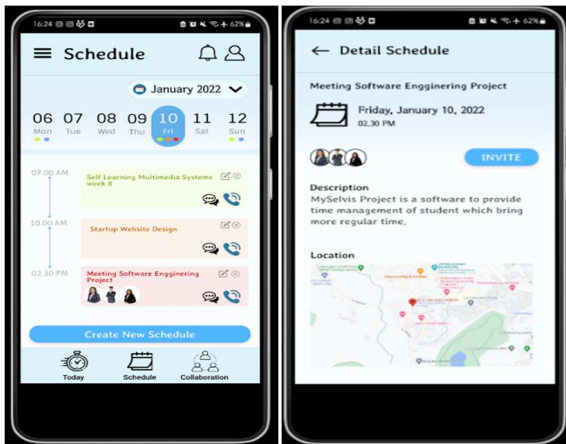 16:24
62%
Schedule
January 2022
06 07 08 09 10 11 12
Mon Tue Wed Thu Fri Sat Sun
07.00 AM
Self Learning Multimedia Systems
week 8
10.00 AM
Startup Website Design
02.30 PM
Meeting Software Engginering
Project
Create New Schedule
Today Schedule Collaboration
16:24
62%
Detail Schedule
Meeting Software Engginering Project
Friday, January 10, 2022
02.30 PM
INVITE
Description
MySelvis Project is a software to provide
time management of student which bring
more regular time.
Location